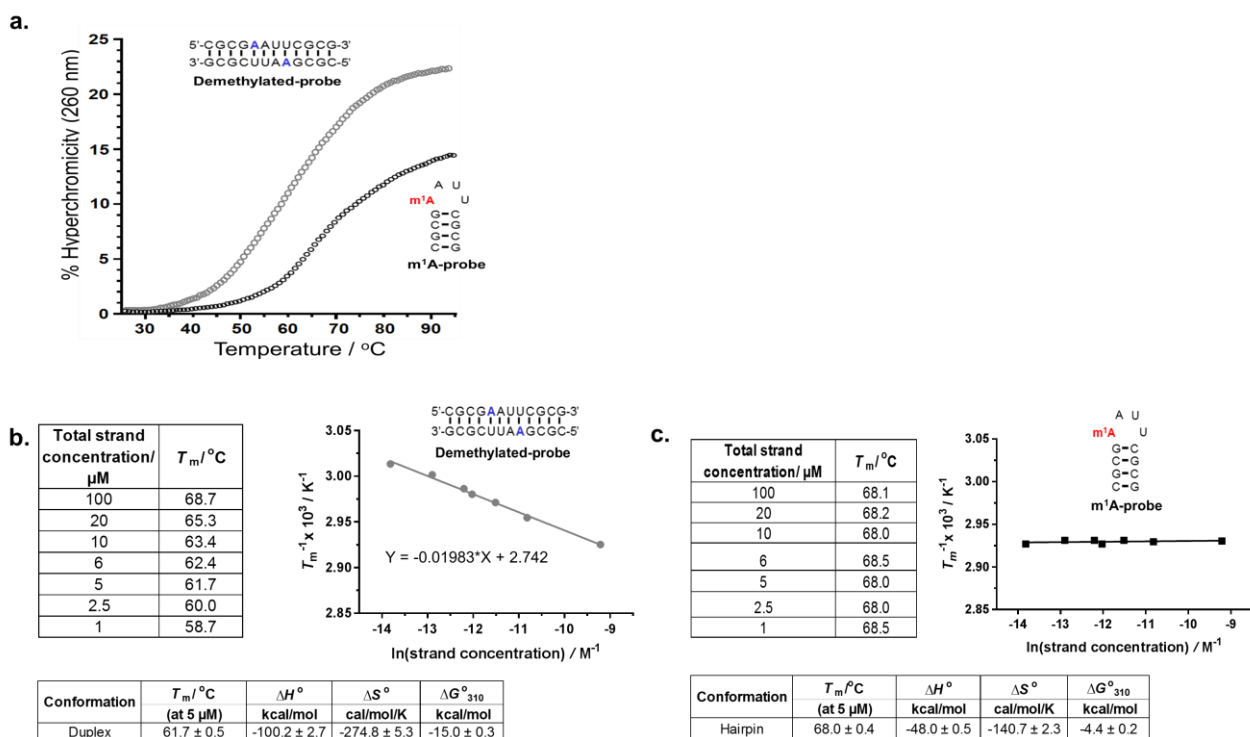 a.
25
20
15
10
5
0
% Hyperchromicity (260 nm)
5'-CGCGAAUUCGCG-3'
3'-GCGCUUAAGCGC-5'
Demethylated-probe
A U
m¹A U
G C
C G
G C
C G
m¹A-probe
30 40 50 60 70 80 90
Temperature / °C
b.
Total strand concentration/ µM Tm/°C
100 68.7
20 65.3
10 63.4
6 62.4
5 61.7
2.5 60.0
1 58.7
5'-CGCGAAUUCGCG-3'
3'-GCGCUUAAGCGC-5'
Demethylated-probe
3.05
3.00
2.95
2.90
2.85
Tm⁻¹ x 10³ / K⁻¹
Y = -0.01983*X + 2.742
-14 -13 -12 -11 -10 -9
ln(strand concentration) / M⁻¹
Conformation Tm/°C (at 5 µM) ΔH° kcal/mol ΔS° cal/mol/K ΔG°310 kcal/mol
Duplex 61.7 ± 0.5 -100.2 ± 2.7 -274.8 ± 5.3 -15.0 ± 0.3
c.
Total strand concentration/ µM Tm/°C
100 68.1
20 68.2
10 68.0
6 68.5
5 68.0
2.5 68.0
1 68.5
A U
m¹A U
G C
C G
G C
C G
m¹A-probe
3.05
3.00
2.95
2.90
2.85
Tm⁻¹ x 10³ / K⁻¹
-14 -13 -12 -11 -10 -9
ln(strand concentration) / M⁻¹
Conformation Tm/°C (at 5 µM) ΔH° kcal/mol ΔS° cal/mol/K ΔG°310 kcal/mol
Hairpin 68.0 ± 0.4 -48.0 ± 0.5 -140.7 ± 2.3 -4.4 ± 0.2